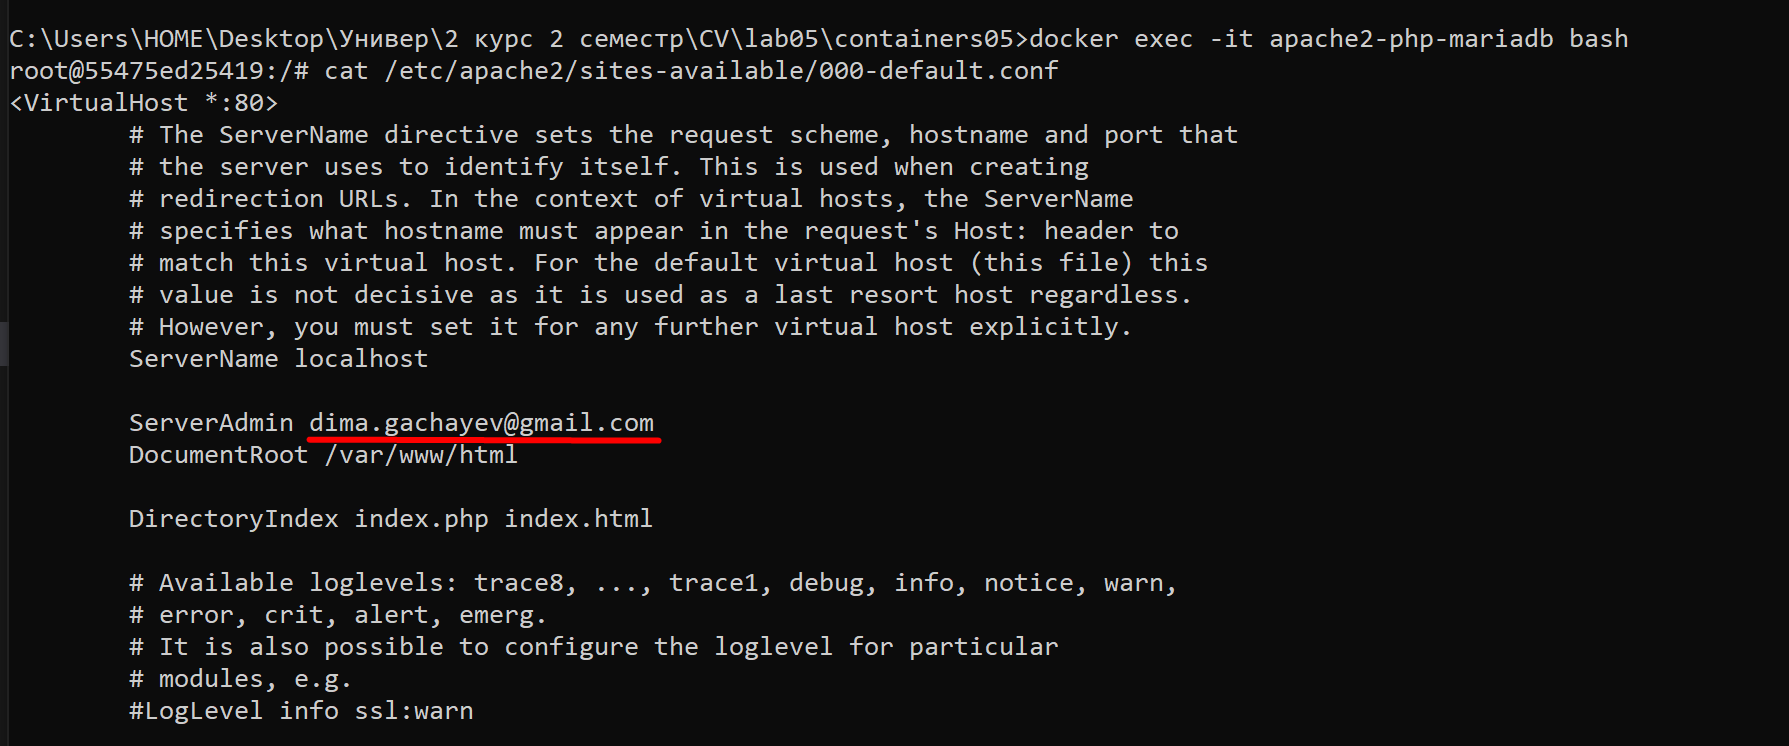 C:\Users\HOME\Desktop\Универ\2 курс 2 семестр\CV\lab05\containers05>docker exec -it apache2-php-mariadb bash
root@55475ed25419:/# cat /etc/apache2/sites-available/000-default.conf
<VirtualHost *:80>
        # The ServerName directive sets the request scheme, hostname and port that
        # the server uses to identify itself. This is used when creating
        # redirection URLs. In the context of virtual hosts, the ServerName
        # specifies what hostname must appear in the request's Host: header to
        # match this virtual host. For the default virtual host (this file) this
        # value is not decisive as it is used as a last resort host regardless.
        # However, you must set it for any further virtual host explicitly.
        ServerName localhost

        ServerAdmin dima.gachayev@gmail.com
        DocumentRoot /var/www/html

        DirectoryIndex index.php index.html

        # Available loglevels: trace8, ..., trace1, debug, info, notice, warn,
        # error, crit, alert, emerg.
        # It is also possible to configure the loglevel for particular
        # modules, e.g.
        #LogLevel info ssl:warn